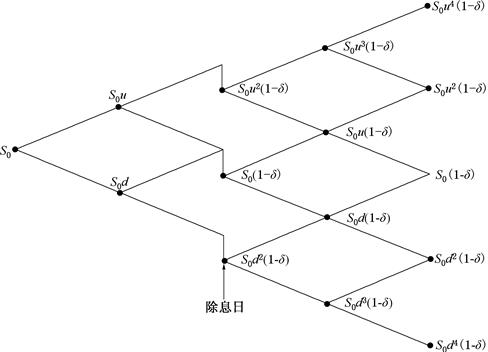 S₀u⁴(1-δ)
S₀u³(1-δ)
S₀u²(1-δ)
S₀u²(1-δ)
S₀u
S₀u(1-δ)
S₀
S₀(1-δ)
S₀(1-δ)
S₀d
S₀d(1-δ)
S₀d²(1-δ)
S₀d²(1-δ)
除息日
S₀d³(1-δ)
S₀d⁴(1-δ)